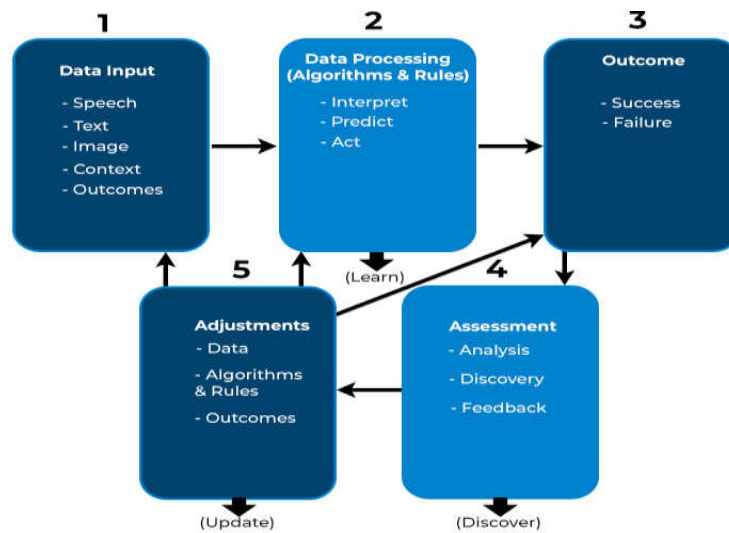 1
Data Input
- Speech
- Text
- Image
- Context
- Outcomes
2
Data Processing
(Algorithms & Rules)
- Interpret
- Predict
- Act
(Learn)
3
Outcome
- Success
- Failure
4
Assessment
- Analysis
- Discovery
- Feedback
(Discover)
5
Adjustments
- Data
- Algorithms
& Rules
- Outcomes
(Update)